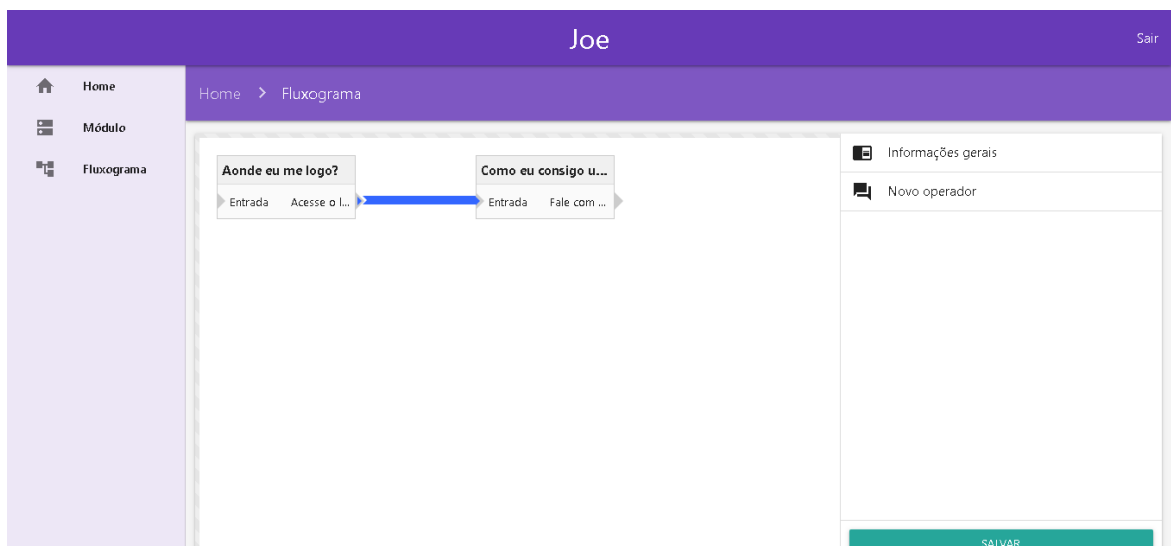 Joe
Sair
Home
Módulo
Fluxograma
Home > Fluxograma
Aonde eu me logo?
Entrada Acesse o l...
Como eu consigo u...
Entrada Fale com ...
Informações gerais
Novo operador
SALVAR